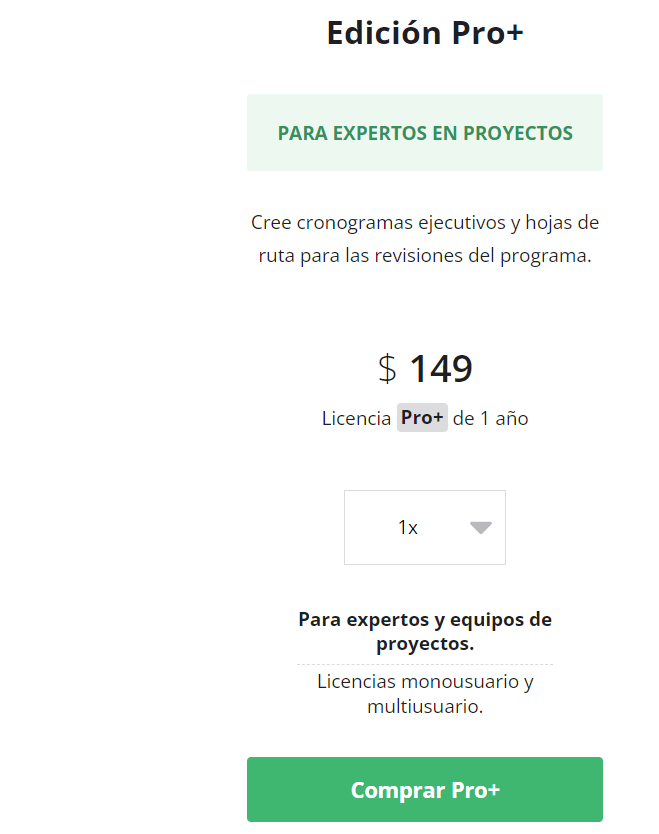 Edición Pro+
PARA EXPERTOS EN PROYECTOS
Cree cronogramas ejecutivos y hojas de
ruta para las revisiones del programa.
$ 149
Licencia Pro+ de 1 año
1x
Para expertos y equipos de
proyectos.
Licencias monousuario y
multiusuario.
Comprar Pro+